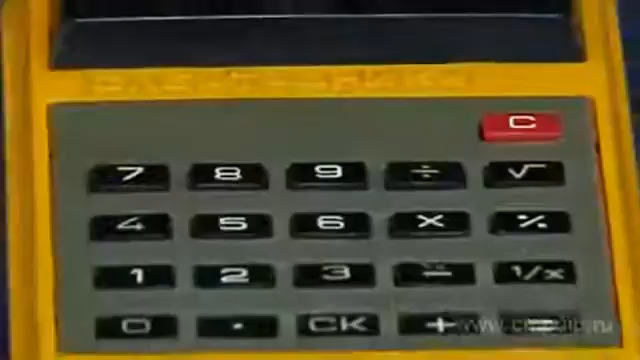 C
7 8 9 ÷ √
4 5 6 X %
1 2 3 - 1/x
0 . CK + =